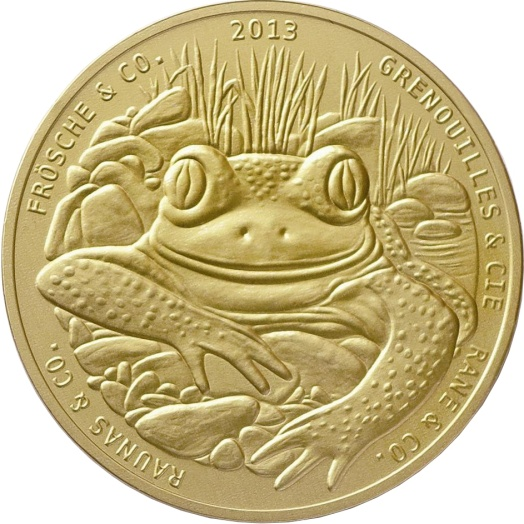 2013
GRENOUILLES & CIE
RANE & CO.
RAUNAS & CO.
FRÖSCHE & CO.